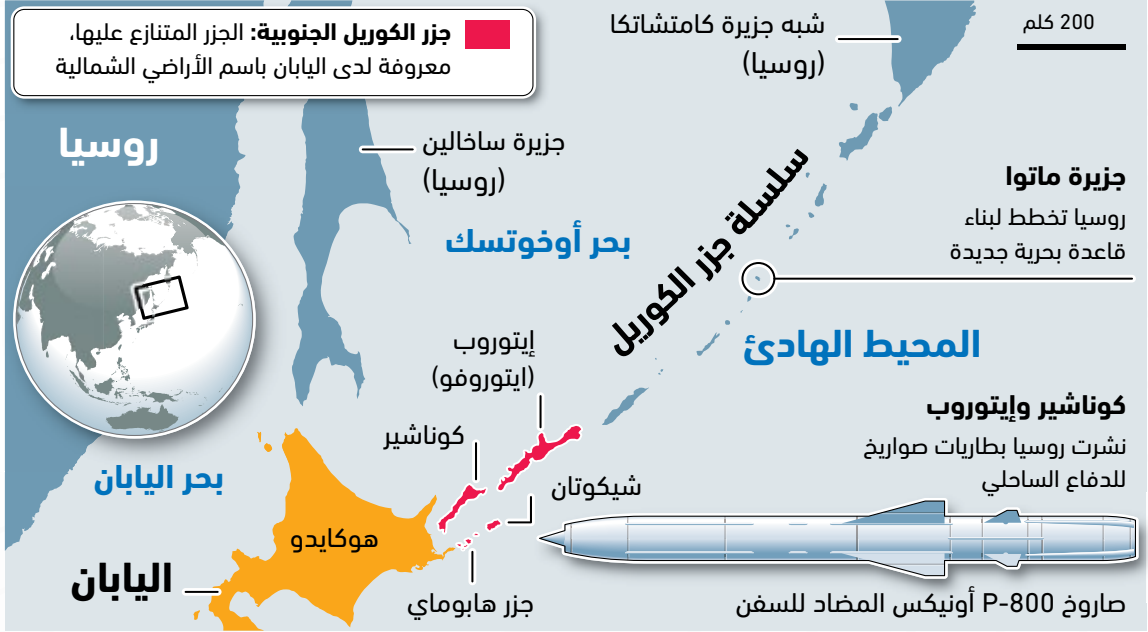 جزر الكوريل الجنوبية: الجزر المتنازع عليها،
معروفة لدى اليابان باسم الأراضي الشمالية
شبه جزيرة كامتشاتكا
(روسيا)
200 كلم
روسيا
جزيرة ساخالين
(روسيا)
بحر أوخوتسك
سلسلة جزر الكوريل
جزيرة ماتوا
روسيا تخطط لبناء
قاعدة بحرية جديدة
المحيط الهادئ
إيتوروب
(ايتوروفو)
كوناشير
شيكوتان
كوناشير وإيتوروب
نشرت روسيا بطاريات صواريخ
للدفاع الساحلي
بحر اليابان
هوكايدو
اليابان
جزر هابوماي
صاروخ P-800 أونيكس المضاد للسفن